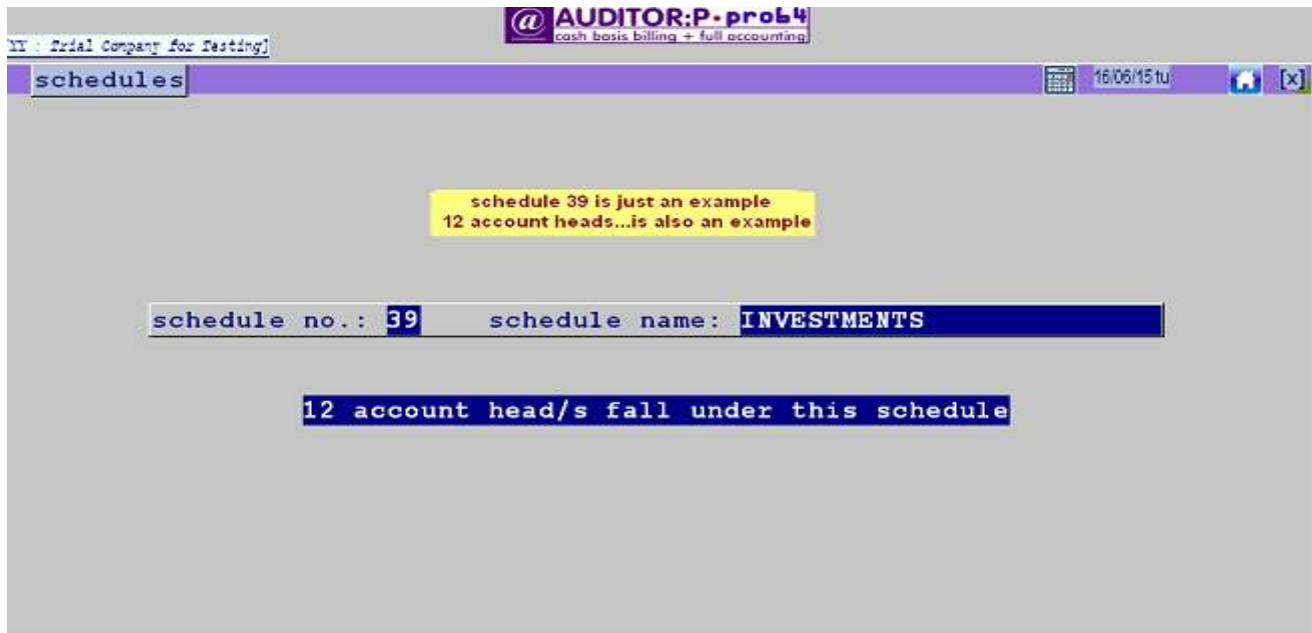 @ AUDITOR:P·pro64
cash basis billing + full accounting
YY : Trial Company for Testing]
schedules
16/06/15 tu
[x]
schedule 39 is just an example
12 account heads...is also an example
schedule no.: 39 schedule name: INVESTMENTS
12 account head/s fall under this schedule